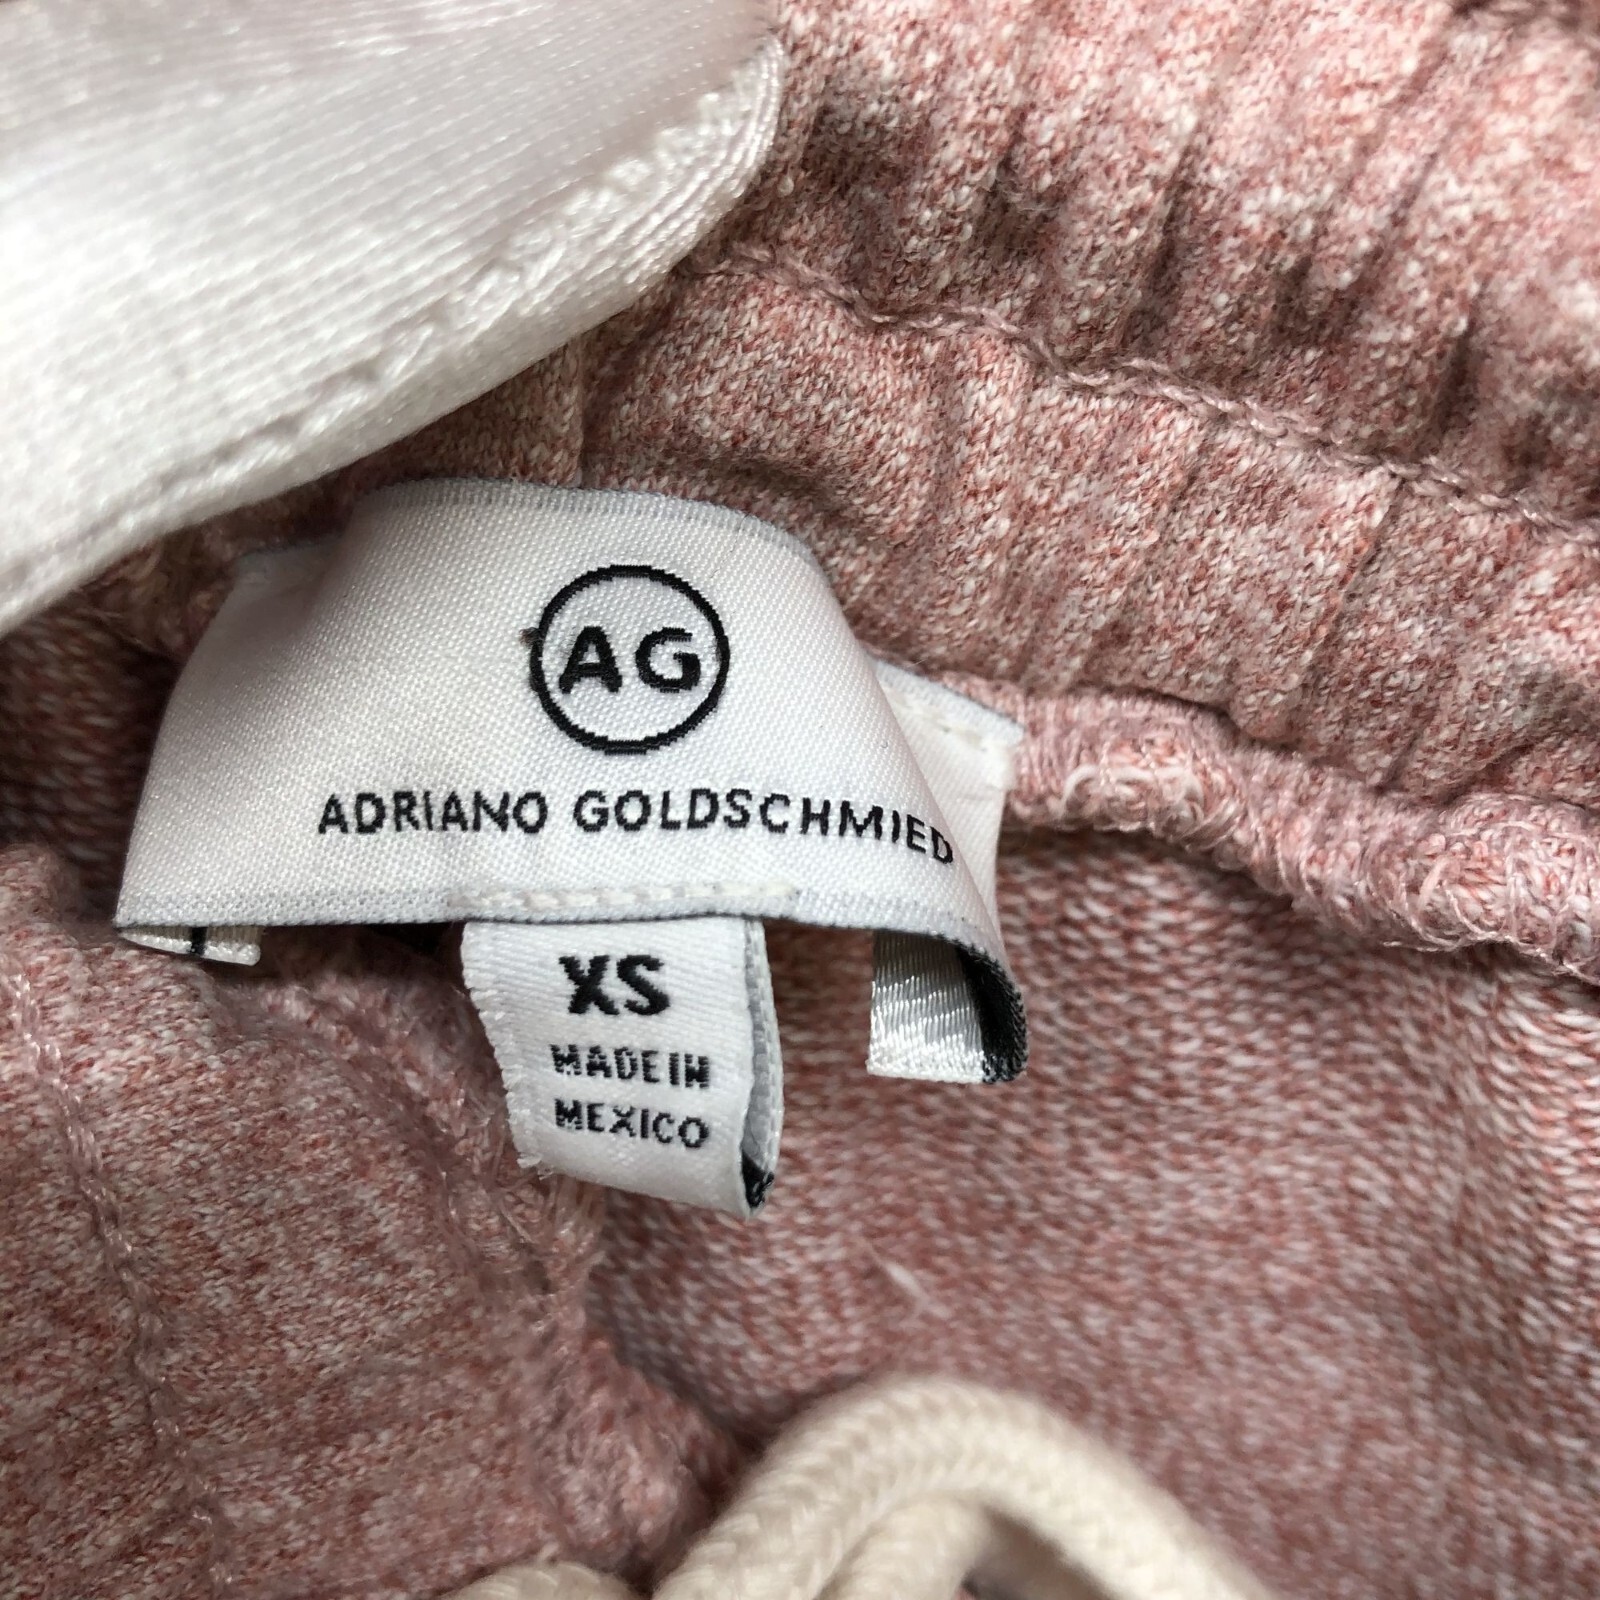 AG
ADRIANO GOLDSCHMIED
XS
MADE IN
MEXICO